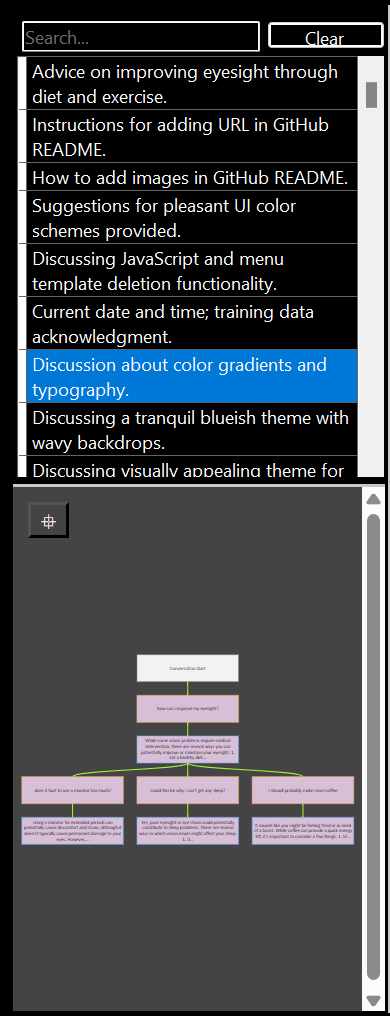 Search...
Clear
Advice on improving eyesight through
diet and exercise.
Instructions for adding URL in GitHub
README.
How to add images in GitHub README.
Suggestions for pleasant UI color
schemes provided.
Discussing JavaScript and menu
template deletion functionality.
Current date and time; training data
acknowledgment.
Discussion about color gradients and
typography.
Discussing a tranquil blueish theme with
wavy backdrops.
Discussing visually appealing theme for
Conversation Start
how can i improve my eyesight?
While some vision problems require medical
intervention, there are several ways you can
potentially improve or maintain your eyesight: 1.
Eat a healthy diet...
does it hurt to use a monitor too much?
could this be why i can't get any sleep?
i should probably make more coffee
Using a monitor for extended periods can
potentially cause discomfort and strain, although it
doesn't typically cause permanent damage to your
eyes. However,...
Yes, poor eyesight or eye strain could potentially
contribute to sleep problems. There are several
ways in which vision issues might affect your sleep:
1.
It sounds like you might be feeling tired or in need
of a boost. While coffee can provide a quick energy
lift, it's important to consider a few things: 1.